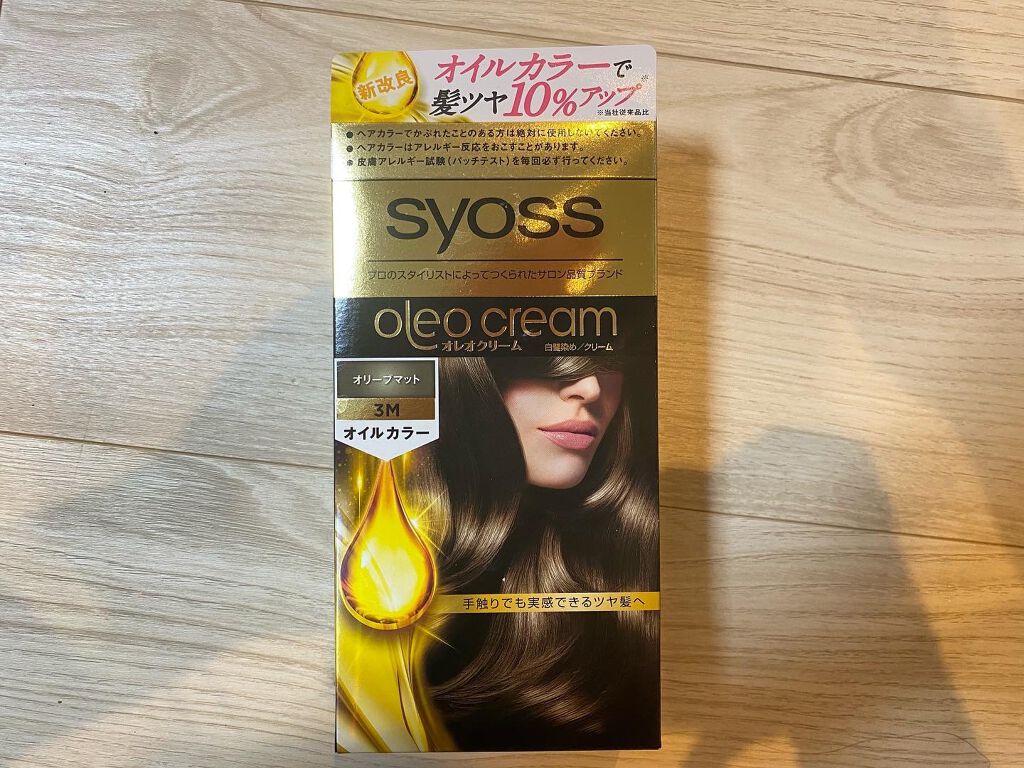 新改良
オイルカラーで
髪ツヤ10%アップ※
※当社従来品比
●ヘアカラーでかぶれたことのある方は絶対に使用しないでください。
●ヘアカラーはアレルギー反応をおこすことがあります。
●皮膚アレルギー試験(パッチテスト)を毎回必ず行ってください。
syoss
プロのスタイリストによってつくられたサロン品質ブランド
oleo cream
オレオクリーム 白髪染め/クリーム
オリーブマット
3M
オイルカラー
手触りでも実感できるツヤ髪へ